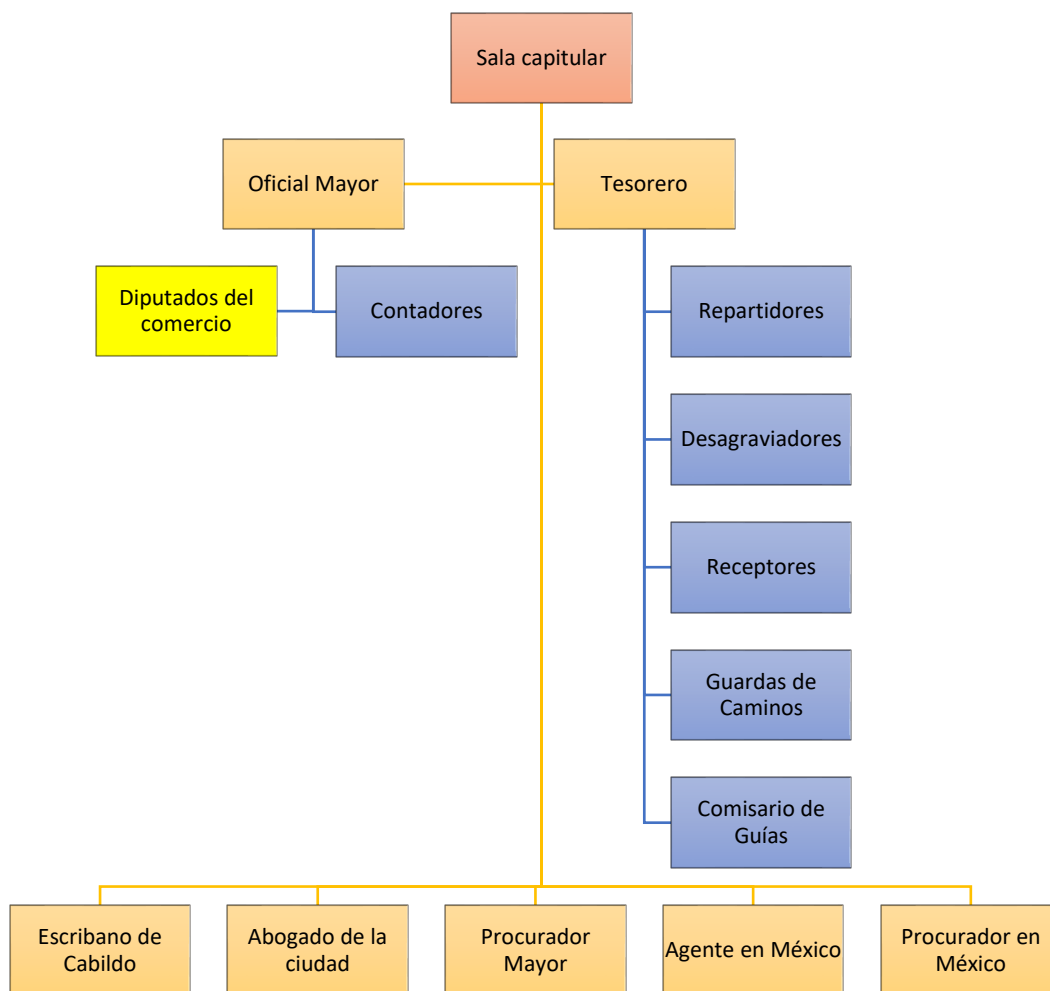 Sala capitular
Oficial Mayor
Tesorero
Diputados del
comercio
Contadores
Repartidores
Desagraviadores
Receptores
Guardas de
Caminos
Comisario de
Guías
Escribano de
Cabildo
Abogado de la
ciudad
Procurador
Mayor
Agente en México
Procurador en
México